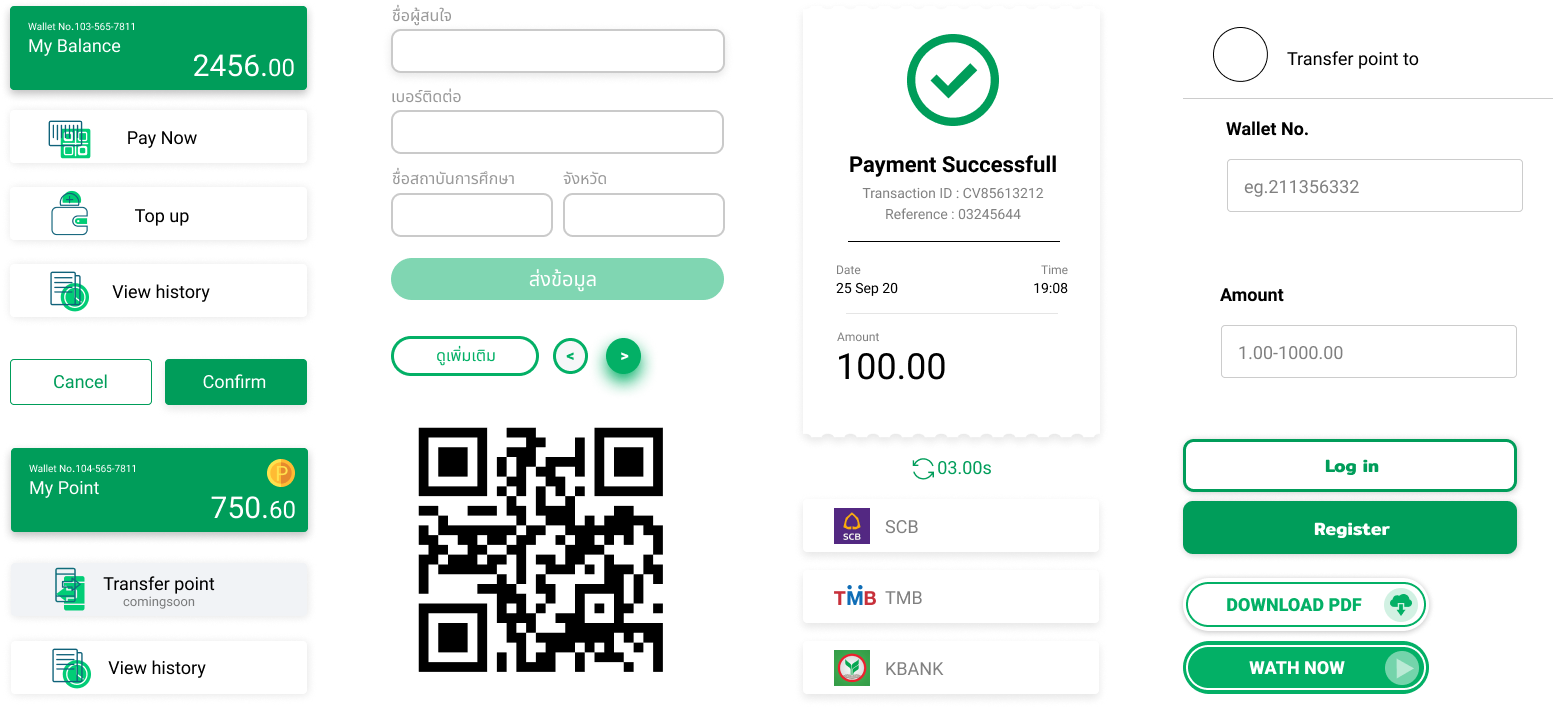 Wallet No.103-565-7811
My Balance
2456.00
Pay Now
Top up
View history
Cancel
Confirm
Wallet No.104-565-7811
My Point
P
750.60
Transfer point
comingsoon
View history
ชื่อผู้สนใจ
เบอร์ติดต่อ
ชื่อสถาบันการศึกษา
จังหวัด
ส่งข้อมูล
ดูเพิ่มเติม
<
>
Payment Successfull
Transaction ID : CV85613212
Reference : 03245644
Date
Time
25 Sep 20
19:08
Amount
100.00
03.00s
SCB
SCB
TMB
TMB
KBANK
Transfer point to
Wallet No.
eg.211356332
Amount
1.00-1000.00
Log in
Register
DOWNLOAD PDF
WATH NOW